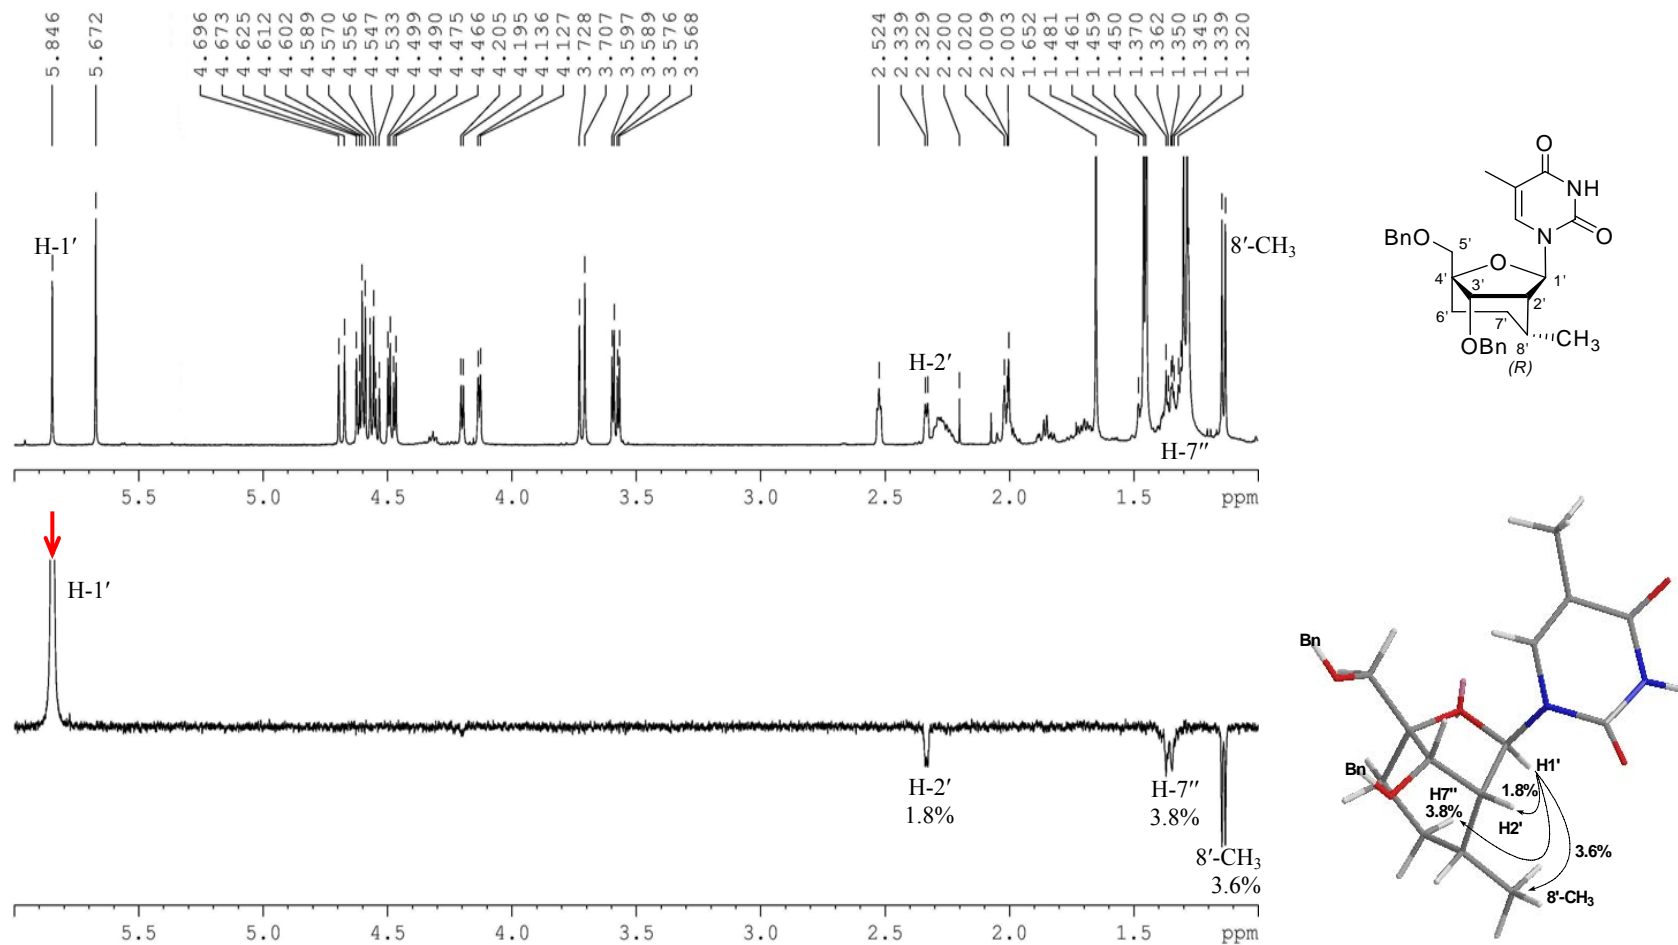 5.846
5.672
4.696
4.673
4.625
4.612
4.602
4.589
4.570
4.556
4.547
4.533
4.499
4.490
4.475
4.466
4.205
4.195
4.136
4.127
3.728
3.707
3.597
3.589
3.576
3.568
2.524
2.339
2.329
2.200
2.020
2.009
2.003
1.652
1.481
1.461
1.459
1.450
1.370
1.362
1.350
1.345
1.339
1.320
H-1′
H-2′
8′-CH3
H-7″
5.5 5.0 4.5 4.0 3.5 3.0 2.5 2.0 1.5 ppm
O
NH
N
O
BnO
5'
O
4'
3'
1'
2'
6'
7'
OBn
8'
CH3
(R)
H-1′
H-2′
1.8%
H-7″
3.8%
8′-CH3
3.6%
5.5 5.0 4.5 4.0 3.5 3.0 2.5 2.0 1.5 ppm
Bn
Bn
H1'
H7"
3.8%
1.8%
H2'
3.6%
8'-CH3